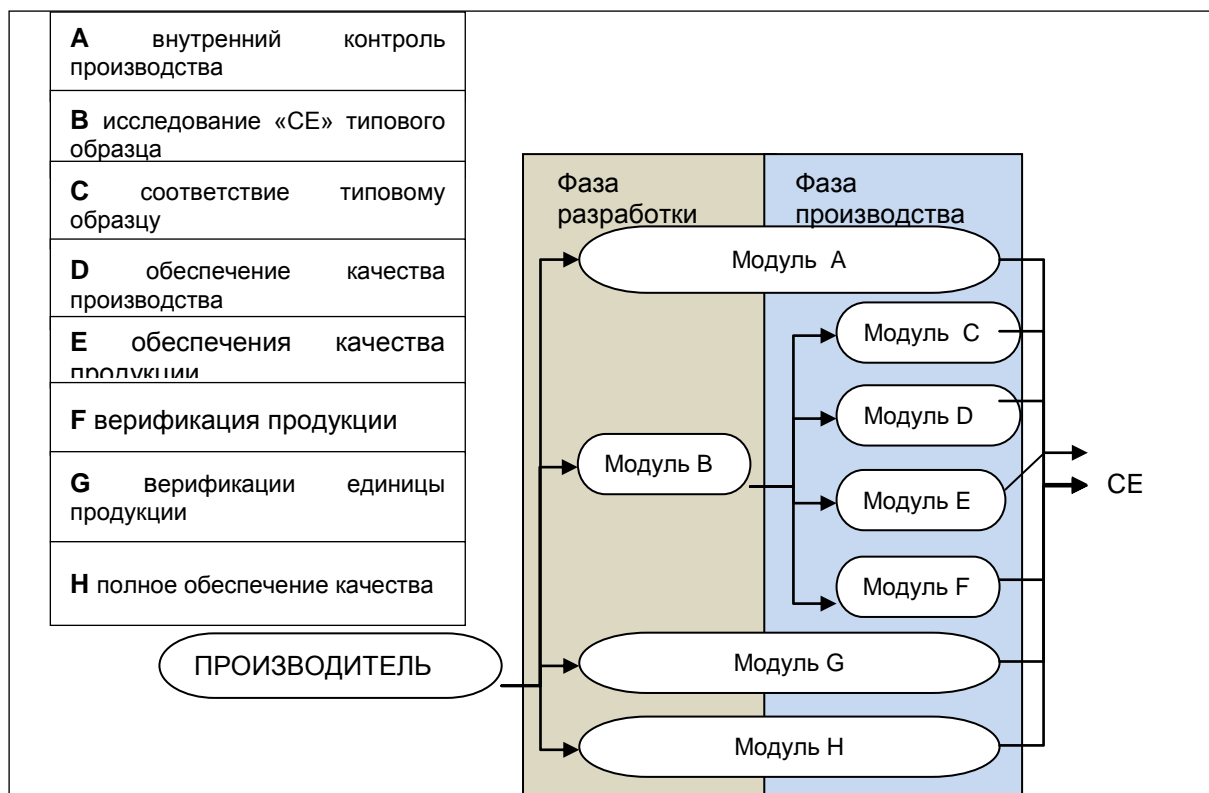 A внутренний контроль
производства
B исследование «CE» типового
образца
C соответствие типовому
образцу
D обеспечение качества
производства
E обеспечения качества
продукции
F верификация продукции
G верификации единицы
продукции
H полное обеспечение качества
ПРОИЗВОДИТЕЛЬ
Фаза
разработки
Фаза
производства
Модуль A
Модуль C
Модуль D
Модуль B
Модуль E
Модуль F
Модуль G
Модуль H
CE